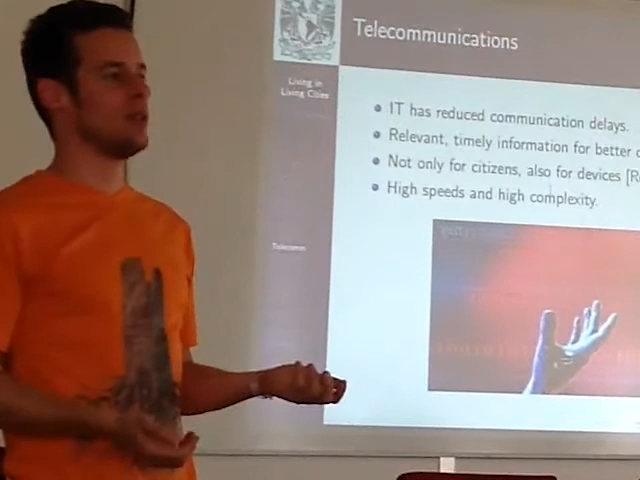 Telecommunications
Living in
Living Cities
IT has reduced communication delays.
Relevant, timely information for better
Not only for citizens, also for devices
High speeds and high complexity.
Telecomm